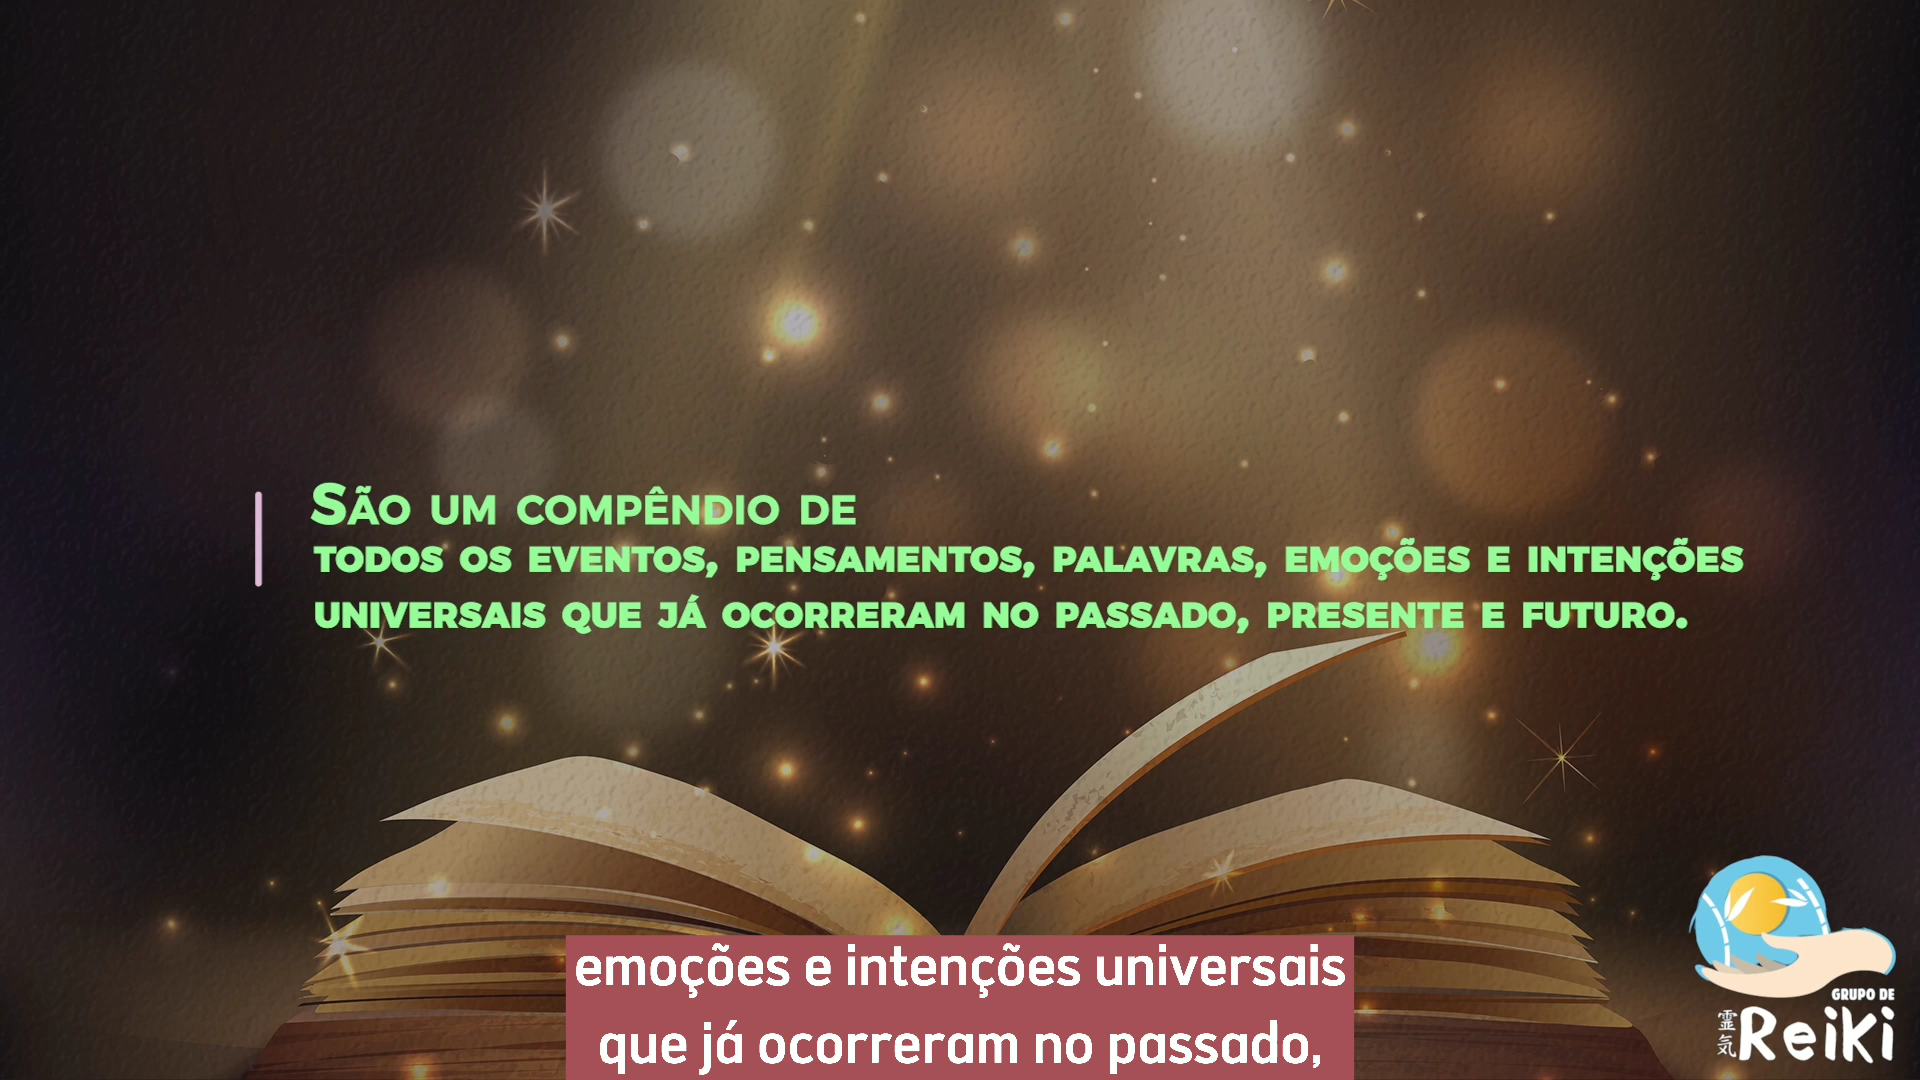 São um compêndio de
todos os eventos, pensamentos, palavras, emoções e intenções
universais que já ocorreram no passado, presente e futuro.
emoções e intenções universais
que já ocorreram no passado,
GRUPO DE
霊気 ReiKi